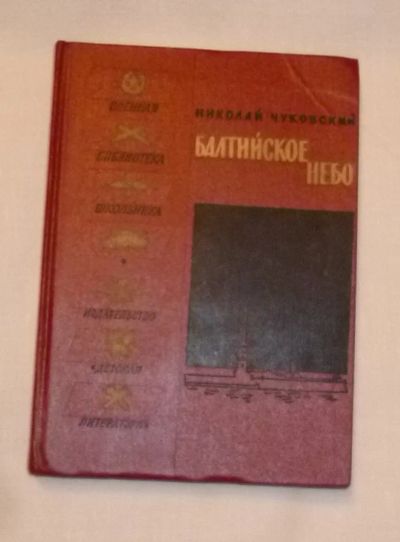 ВОЕННАЯ
БИБЛИОТЕКА
ШКОЛЬНИКА
ИЗДАТЕЛЬСТВО
«ДЕТСКАЯ
ЛИТЕРАТУРА»
НИКОЛАЙ ЧУКОВСКИЙ
БАЛТИЙСКОЕ
НЕБО